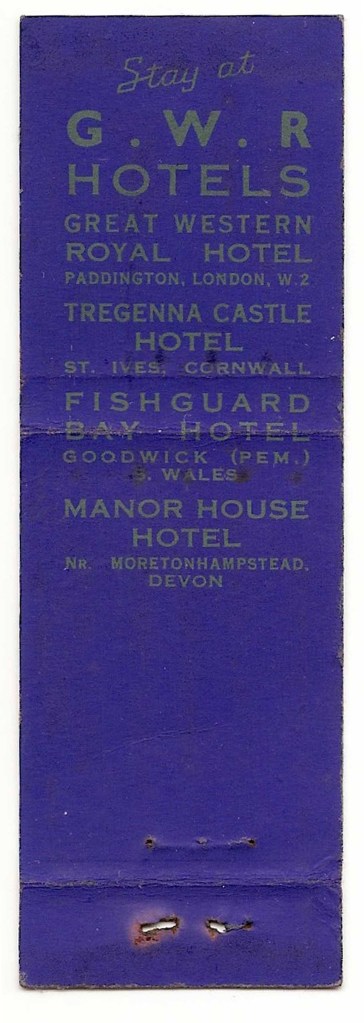 Stay at
G.W.R
HOTELS
GREAT WESTERN
ROYAL HOTEL
PADDINGTON, LONDON, W.2
TREGENNA CASTLE
HOTEL
ST. IVES, CORNWALL
FISHGUARD
BAY HOTEL
GOODWICK (PEM.)
S. WALES
MANOR HOUSE
HOTEL
NR. MORETONHAMPSTEAD,
DEVON